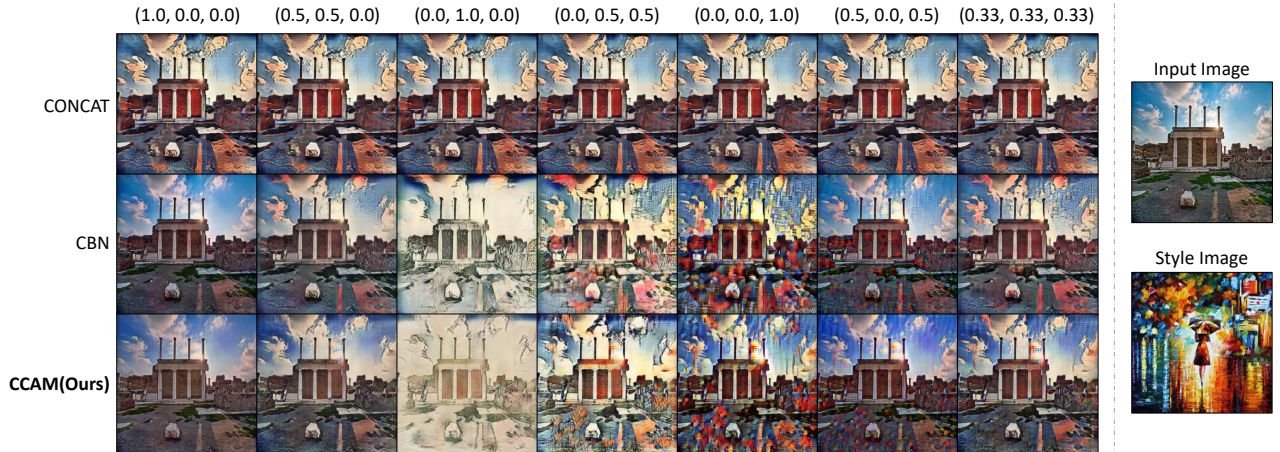 (1.0, 0.0, 0.0) (0.5, 0.5, 0.0) (0.0, 1.0, 0.0) (0.0, 0.5, 0.5) (0.0, 0.0, 1.0) (0.5, 0.0, 0.5) (0.33, 0.33, 0.33)
CONCAT
CBN
CCAM(Ours)
Input Image
Style Image